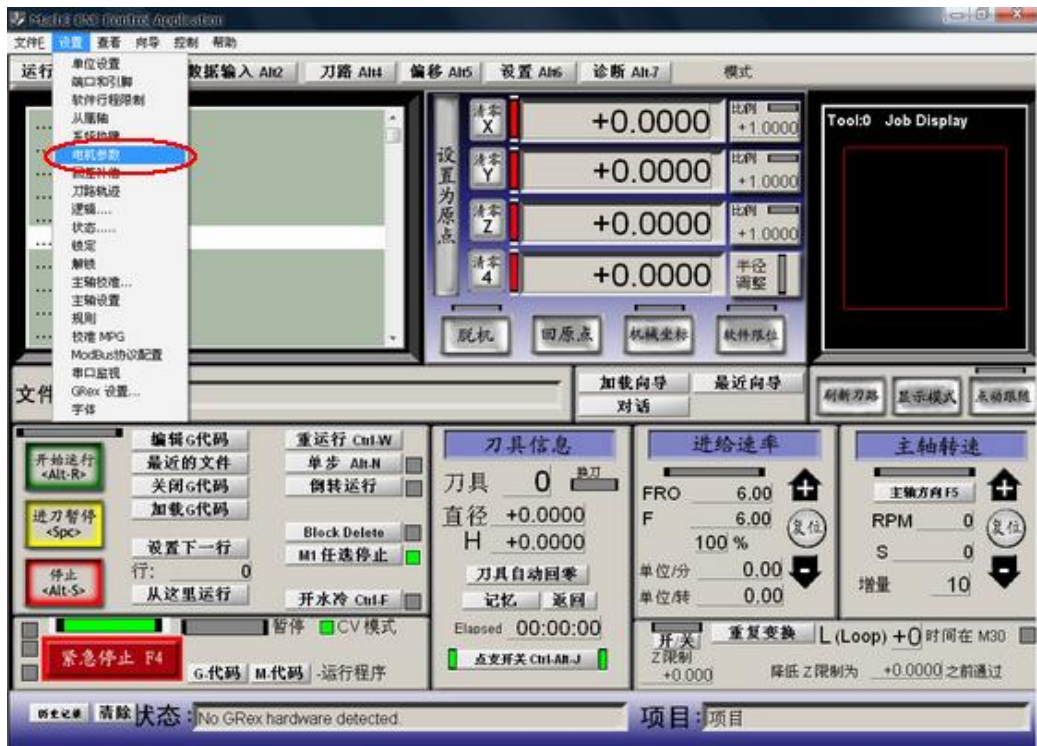 Mach3 CNC Control Application
文件E 设置 查看 向导 控制 帮助
运行 数据输入 Alt2 刀路 Alt4 偏移 Alt5 设置 Alt6 诊断 Alt-7 模式
单位设置
端口和引脚
软件行程限制
从属轴
系统热键
电机参数
回差补偿
刀路轨迹
逻辑....
状态.....
锁定
解锁
主轴校准...
主轴设置
规则
校准 MPG
ModBus协议配置
串口监视
GRex 设置...
字体
设置为原点
清零 X +0.0000 比例 +1.0000
清零 Y +0.0000 比例 +1.0000
清零 Z +0.0000 比例 +1.0000
清零 4 +0.0000 半径调整
脱机 回原点 机械坐标 软件限位
Tool:0 Job Display
文件
加载向导 最近向导
对话
刷新刀路 显示模式 点动跟随
开始运行 <Alt-R>
进刀暂停 <Spc>
停止 <Alt-S>
编辑G代码
最近的文件
关闭G代码
加载G代码
设置下一行
行: 0
从这里运行
重运行 Ctrl-W
单步 Alt-N
倒转运行
Block Delete
M1 任选停止
开水冷 Ctrl-F
刀具信息
刀具 0 换刀
直径 +0.0000
H +0.0000
刀具自动回零
记忆 返回
Elapsed 00:00:00
点支开关 Ctrl-Alt-J
进给速率
FRO 6.00
F 6.00
100 %
复位
单位/分 0.00
单位/转 0.00
主轴转速
主轴方向 F5
RPM 0
复位
S 0
增量 10
暂停 CV 模式
紧急停止 F4
G-代码 M-代码 -运行程序
开/关 重复变换 L (Loop) +0 时间在 M30
Z限制
+0.000 降低 Z 限制为 +0.0000 之前通过
历史记录 清除 状态: No GRex hardware detected.
项目: 项目